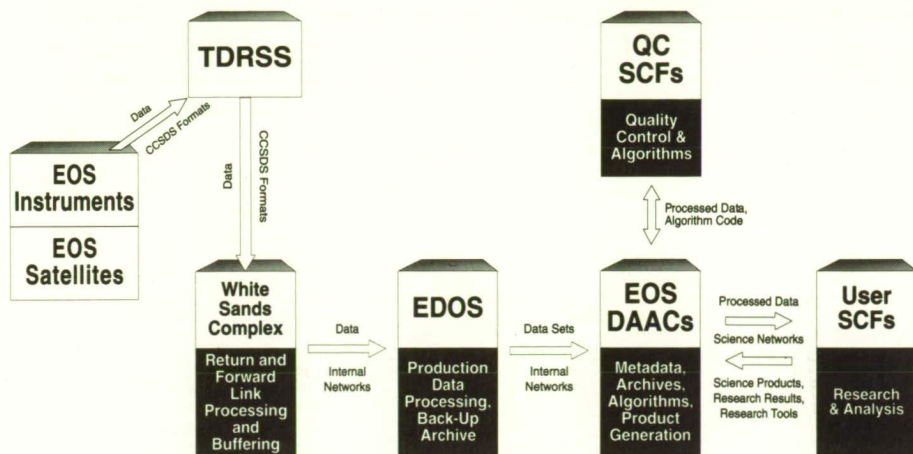 TDRSS
Data
CCSDS Formats
EOS
Instruments
EOS
Satellites
Data
CCSDS Formats
QC
SCFs
Quality
Control &
Algorithms
Processed Data,
Algorithm Code
White
Sands
Complex
Return and
Forward
Link
Processing
and
Buffering
Data
Internal
Networks
EDOS
Production
Data
Processing,
Back-Up
Archive
Data Sets
Internal
Networks
EOS
DAACs
Metadata,
Archives,
Algorithms,
Product
Generation
Processed Data
Science Networks
Science Products,
Research Results,
Research Tools
User
SCFs
Research
& Analysis